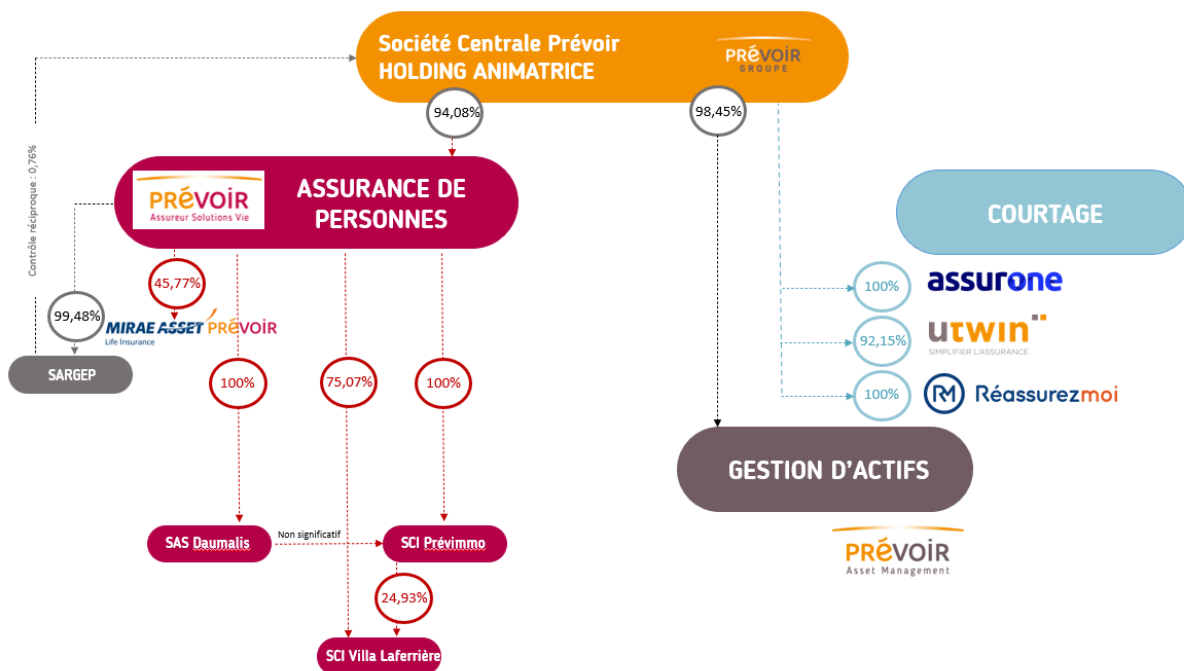 Société Centrale Prévoir
HOLDING ANIMATRICE
PRÉVOIR
GROUPE
94,08%
98,45%
Contrôle réciproque : 0,76%
PRÉVOIR
Assureur Solutions Vie
ASSURANCE DE
PERSONNES
COURTAGE
45,77%
100%
assurone
99,48%
MIRAE ASSET PRÉVOIR
Life Insurance
92,15%
utwin
SIMPLIFIER L'ASSURANCE
SARGEP
100%
75,07%
100%
100%
RM
Réassurezmoi
GESTION D'ACTIFS
SAS Daumalis
Non significatif
SCI Prévimmo
PRÉVOIR
Asset Management
24,93%
SCI Villa Laferrière